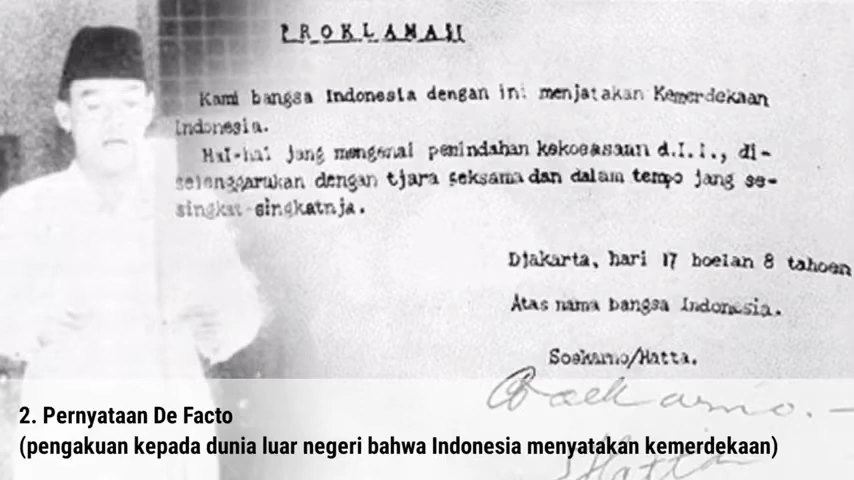 PROKLAMASI
Kami bangsa Indonesia dengan ini menjatakan Kemerdekaan
Indonesia.
Hal-hal jang mengenai pemindahan kekoeasaan d.l.l., di-
selenggarakan dengan tjara seksama dan dalam tempo jang se-
singkat-singkatnja.
Djakarta, hari 17 boelan 8 tahoen
Atas nama bangsa Indonesia.
Soekarno/Hatta.
Soekarno.-
Hatta
2. Pernyataan De Facto
(pengakuan kepada dunia luar negeri bahwa Indonesia menyatakan kemerdekaan)